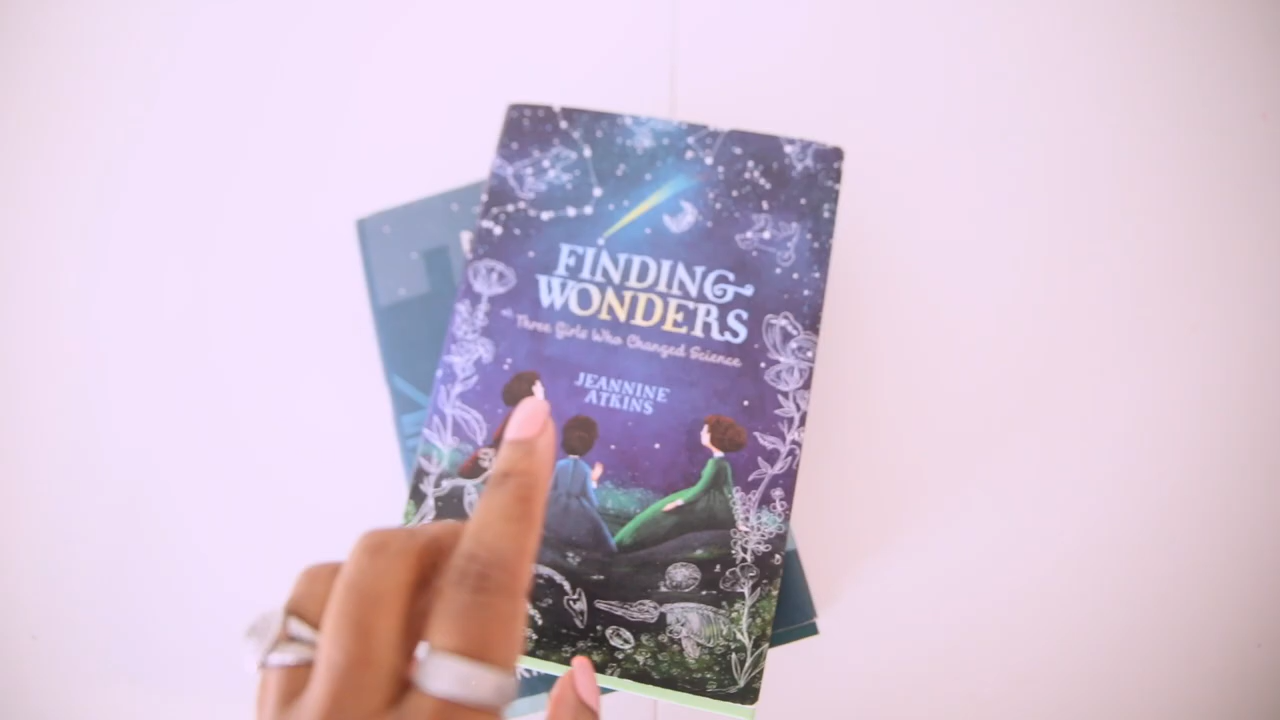 FINDING
WONDERS
Three Girls Who Changed Science
JEANNINE
ATKINS